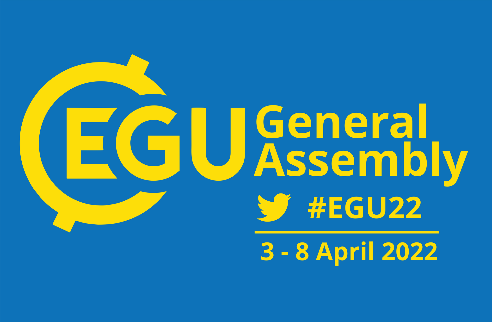 EGU General
Assembly
#EGU22
3 - 8 April 2022